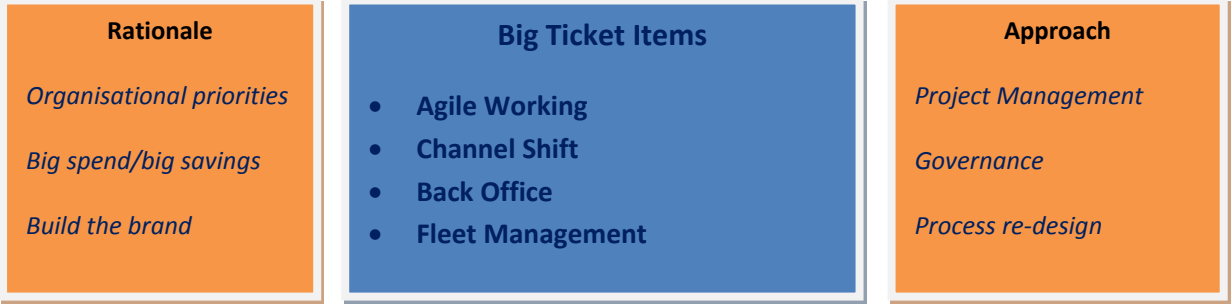 Rationale
Organisational priorities
Big spend/big savings
Build the brand
Big Ticket Items
• Agile Working
• Channel Shift
• Back Office
• Fleet Management
Approach
Project Management
Governance
Process re-design